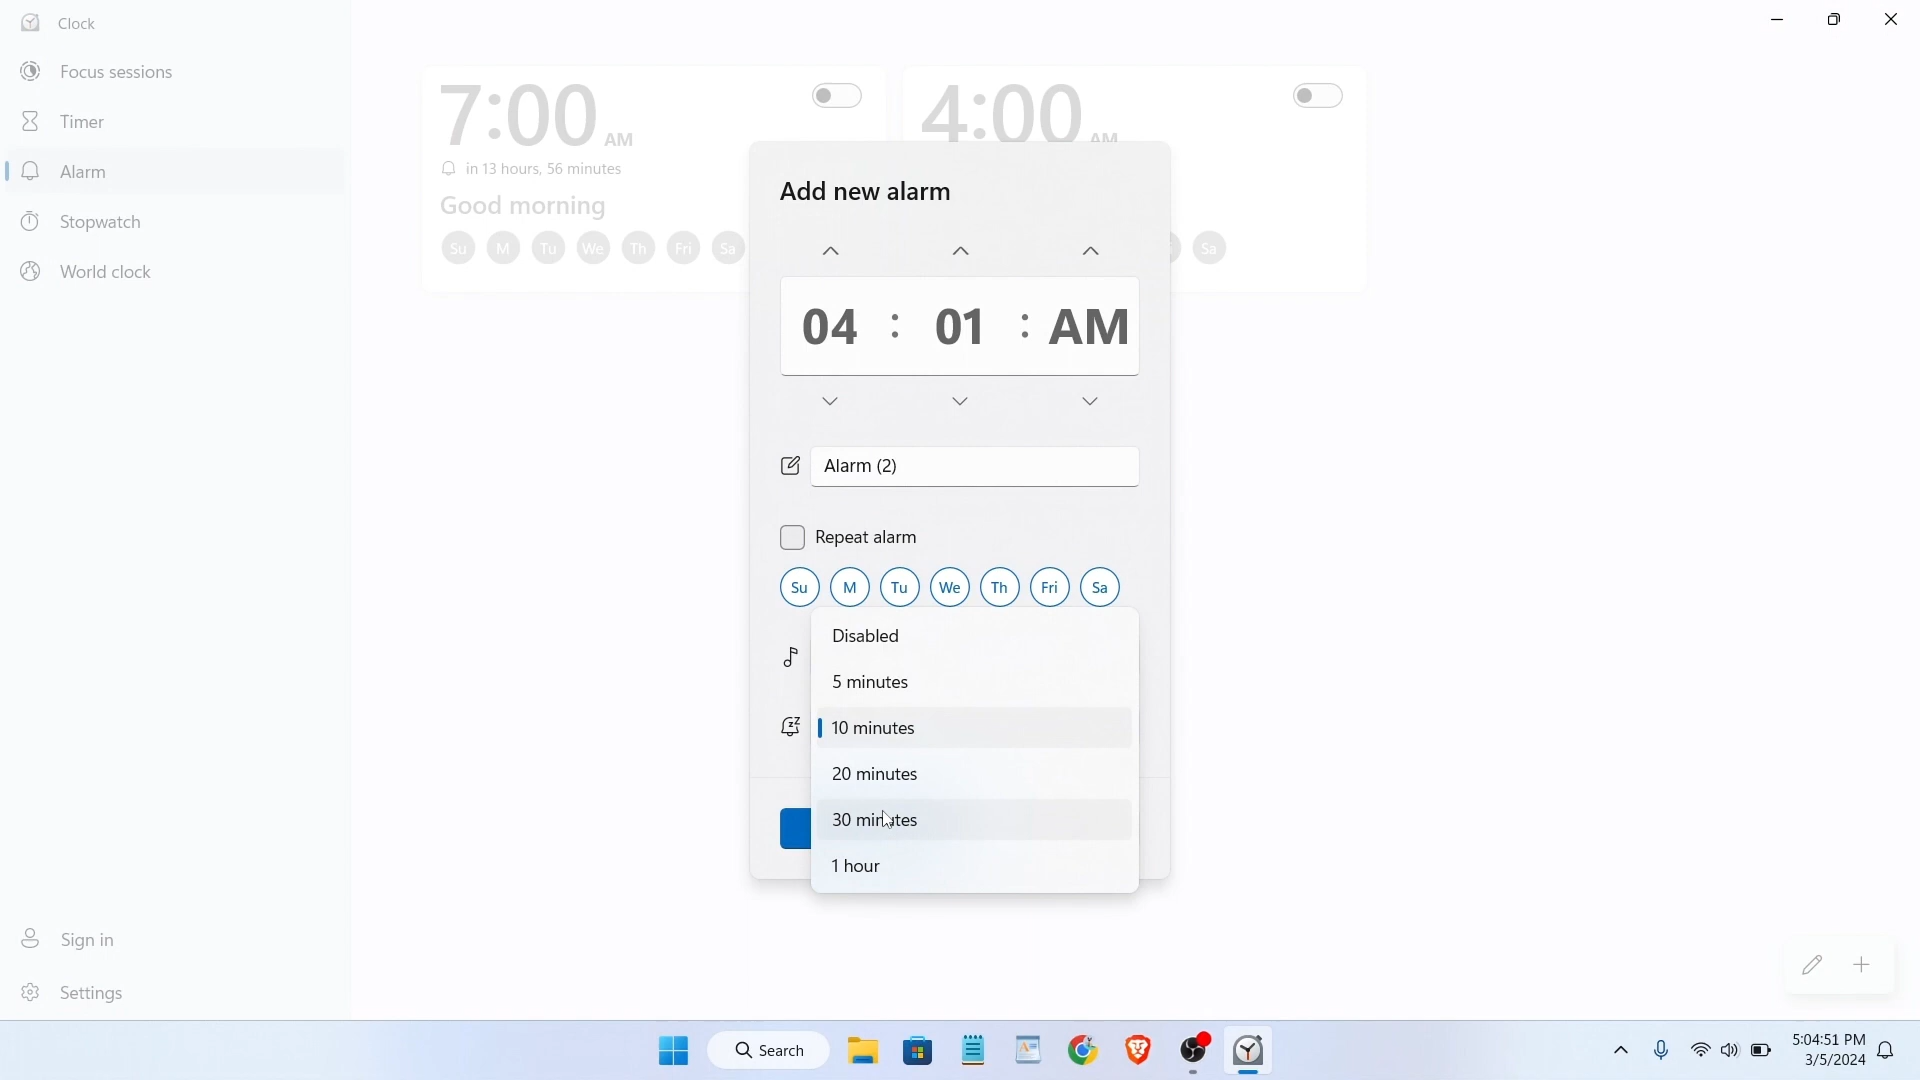 Clock
Focus sessions
Timer
Alarm
Stopwatch
World clock
Sign in
Settings
7:00 AM
in 13 hours, 56 minutes
Good morning
Su M Tu We Th Fri Sa
4:00 AM
Sa
Add new alarm
04 : 01 : AM
Alarm (2)
Repeat alarm
Su M Tu We Th Fri Sa
Disabled
5 minutes
10 minutes
20 minutes
30 minutes
1 hour
Search
5:04:51 PM
3/5/2024